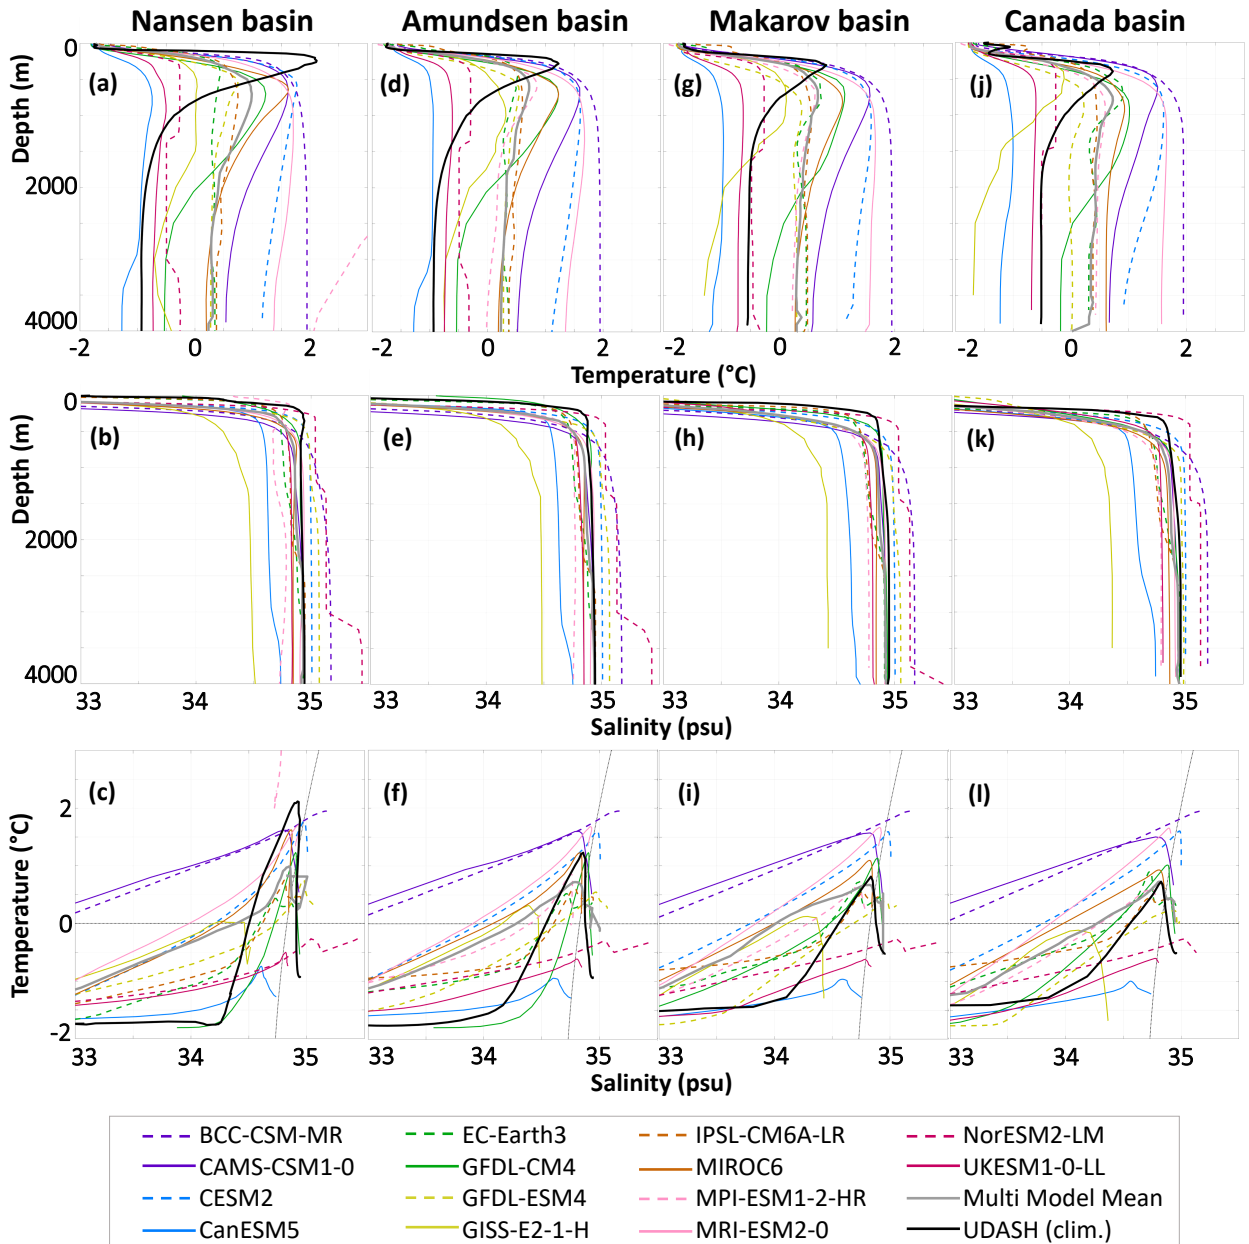 Nansen basin Amundsen basin Makarov basin Canada basin
Depth (m)
0
2000
4000
(a) (d) (g) (j)
-2 0 2 -2 0 2 -2 0 2 -2 0 2
Temperature (°C)
Depth (m)
0
2000
4000
(b) (e) (h) (k)
33 34 35 33 34 35 33 34 35 33 34 35
Salinity (psu)
Temperature (°C)
2
0
-2
(c) (f) (i) (l)
33 34 35 33 34 35 33 34 35 33 34 35
Salinity (psu)
BCC-CSM-MR EC-Earth3 IPSL-CM6A-LR NorESM2-LM
CAMS-CSM1-0 GFDL-CM4 MIROC6 UKESM1-0-LL
CESM2 GFDL-ESM4 MPI-ESM1-2-HR Multi Model Mean
CanESM5 GISS-E2-1-H MRI-ESM2-0 UDASH (clim.)